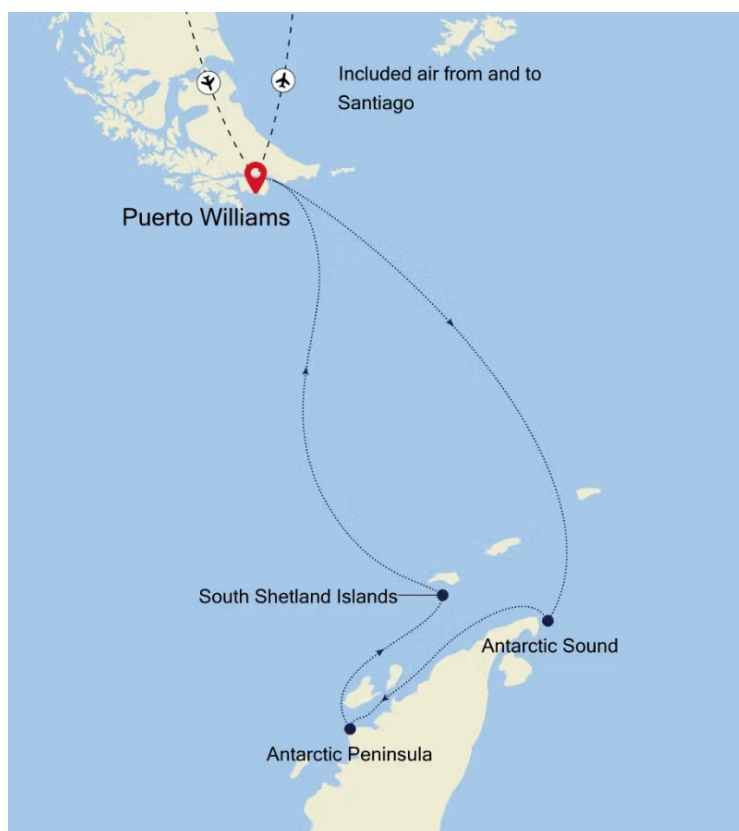 Included air from and to
Santiago
Puerto Williams
South Shetland Islands
Antarctic Sound
Antarctic Peninsula